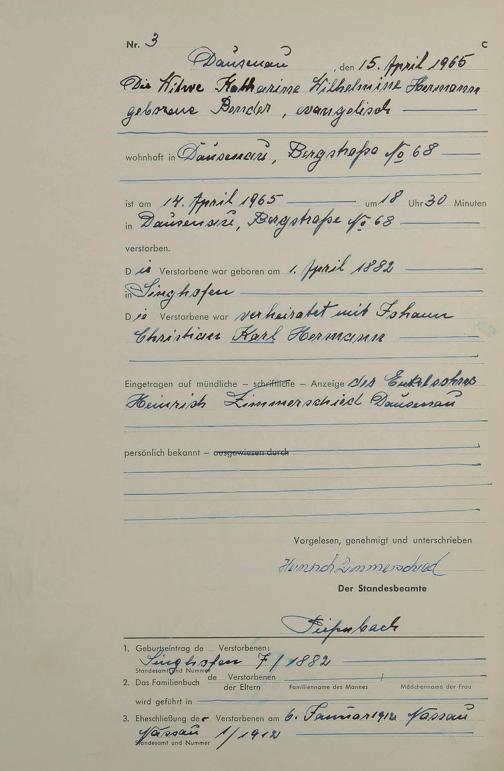 Nr. 3 C
Dausenau, den 15. April 1965
Die Witwe Katharine Wilhelmine Hermann
geborene Bender, evangelisch
wohnhaft in Dausenau, Bergstraße No 68
ist am 14. April 1965 um 18 Uhr 30 Minuten
in Dausenau, Bergstraße No 68
verstorben.
Die Verstorbene war geboren am 1. April 1882
in Singhofen
Die Verstorbene war verheiratet mit Johann
Christian Karl Hermann
Eingetragen auf mündliche – schriftliche – Anzeige des Enkelsohnes
Heinrich Zimmerschied Dausenau
persönlich bekannt – ausgewiesen durch
Vorgelesen, genehmigt und unterschrieben
Heinrich Zimmerschied
Der Standesbeamte
1. Geburtseintrag de Verstorbenen:
Singhofen 7/1882
Standesamt und Nummer
2. Das Familienbuch de Verstorbenen
der Eltern Familienname des Mannes Mädchenname der Frau
wird geführt in
3. Eheschließung der Verstorbenen am 6. Januar 1912 Nassau
Nassau 1/1912
Standesamt und Nummer